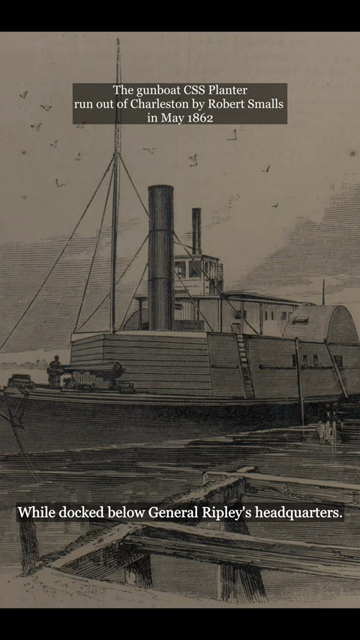 The gunboat CSS Planter
run out of Charleston by Robert Smalls
in May 1862
While docked below General Ripley's headquarters.